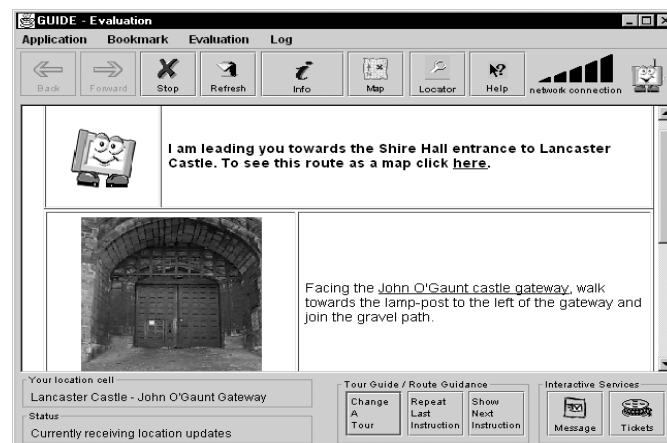 GUIDE - Evaluation
Application Bookmark Evaluation Log
Back Forward Stop Refresh Info Map Locator Help network connection
I am leading you towards the Shire Hall entrance to Lancaster
Castle. To see this route as a map click here.
Facing the John O'Gaunt castle gateway, walk
towards the lamp-post to the left of the gateway and
join the gravel path.
Your location cell
Lancaster Castle - John O'Gaunt Gateway
Status
Currently receiving location updates
Tour Guide / Route Guidance
Change
A
Tour
Repeat
Last
Instruction
Show
Next
Instruction
Interactive Services
Message Tickets